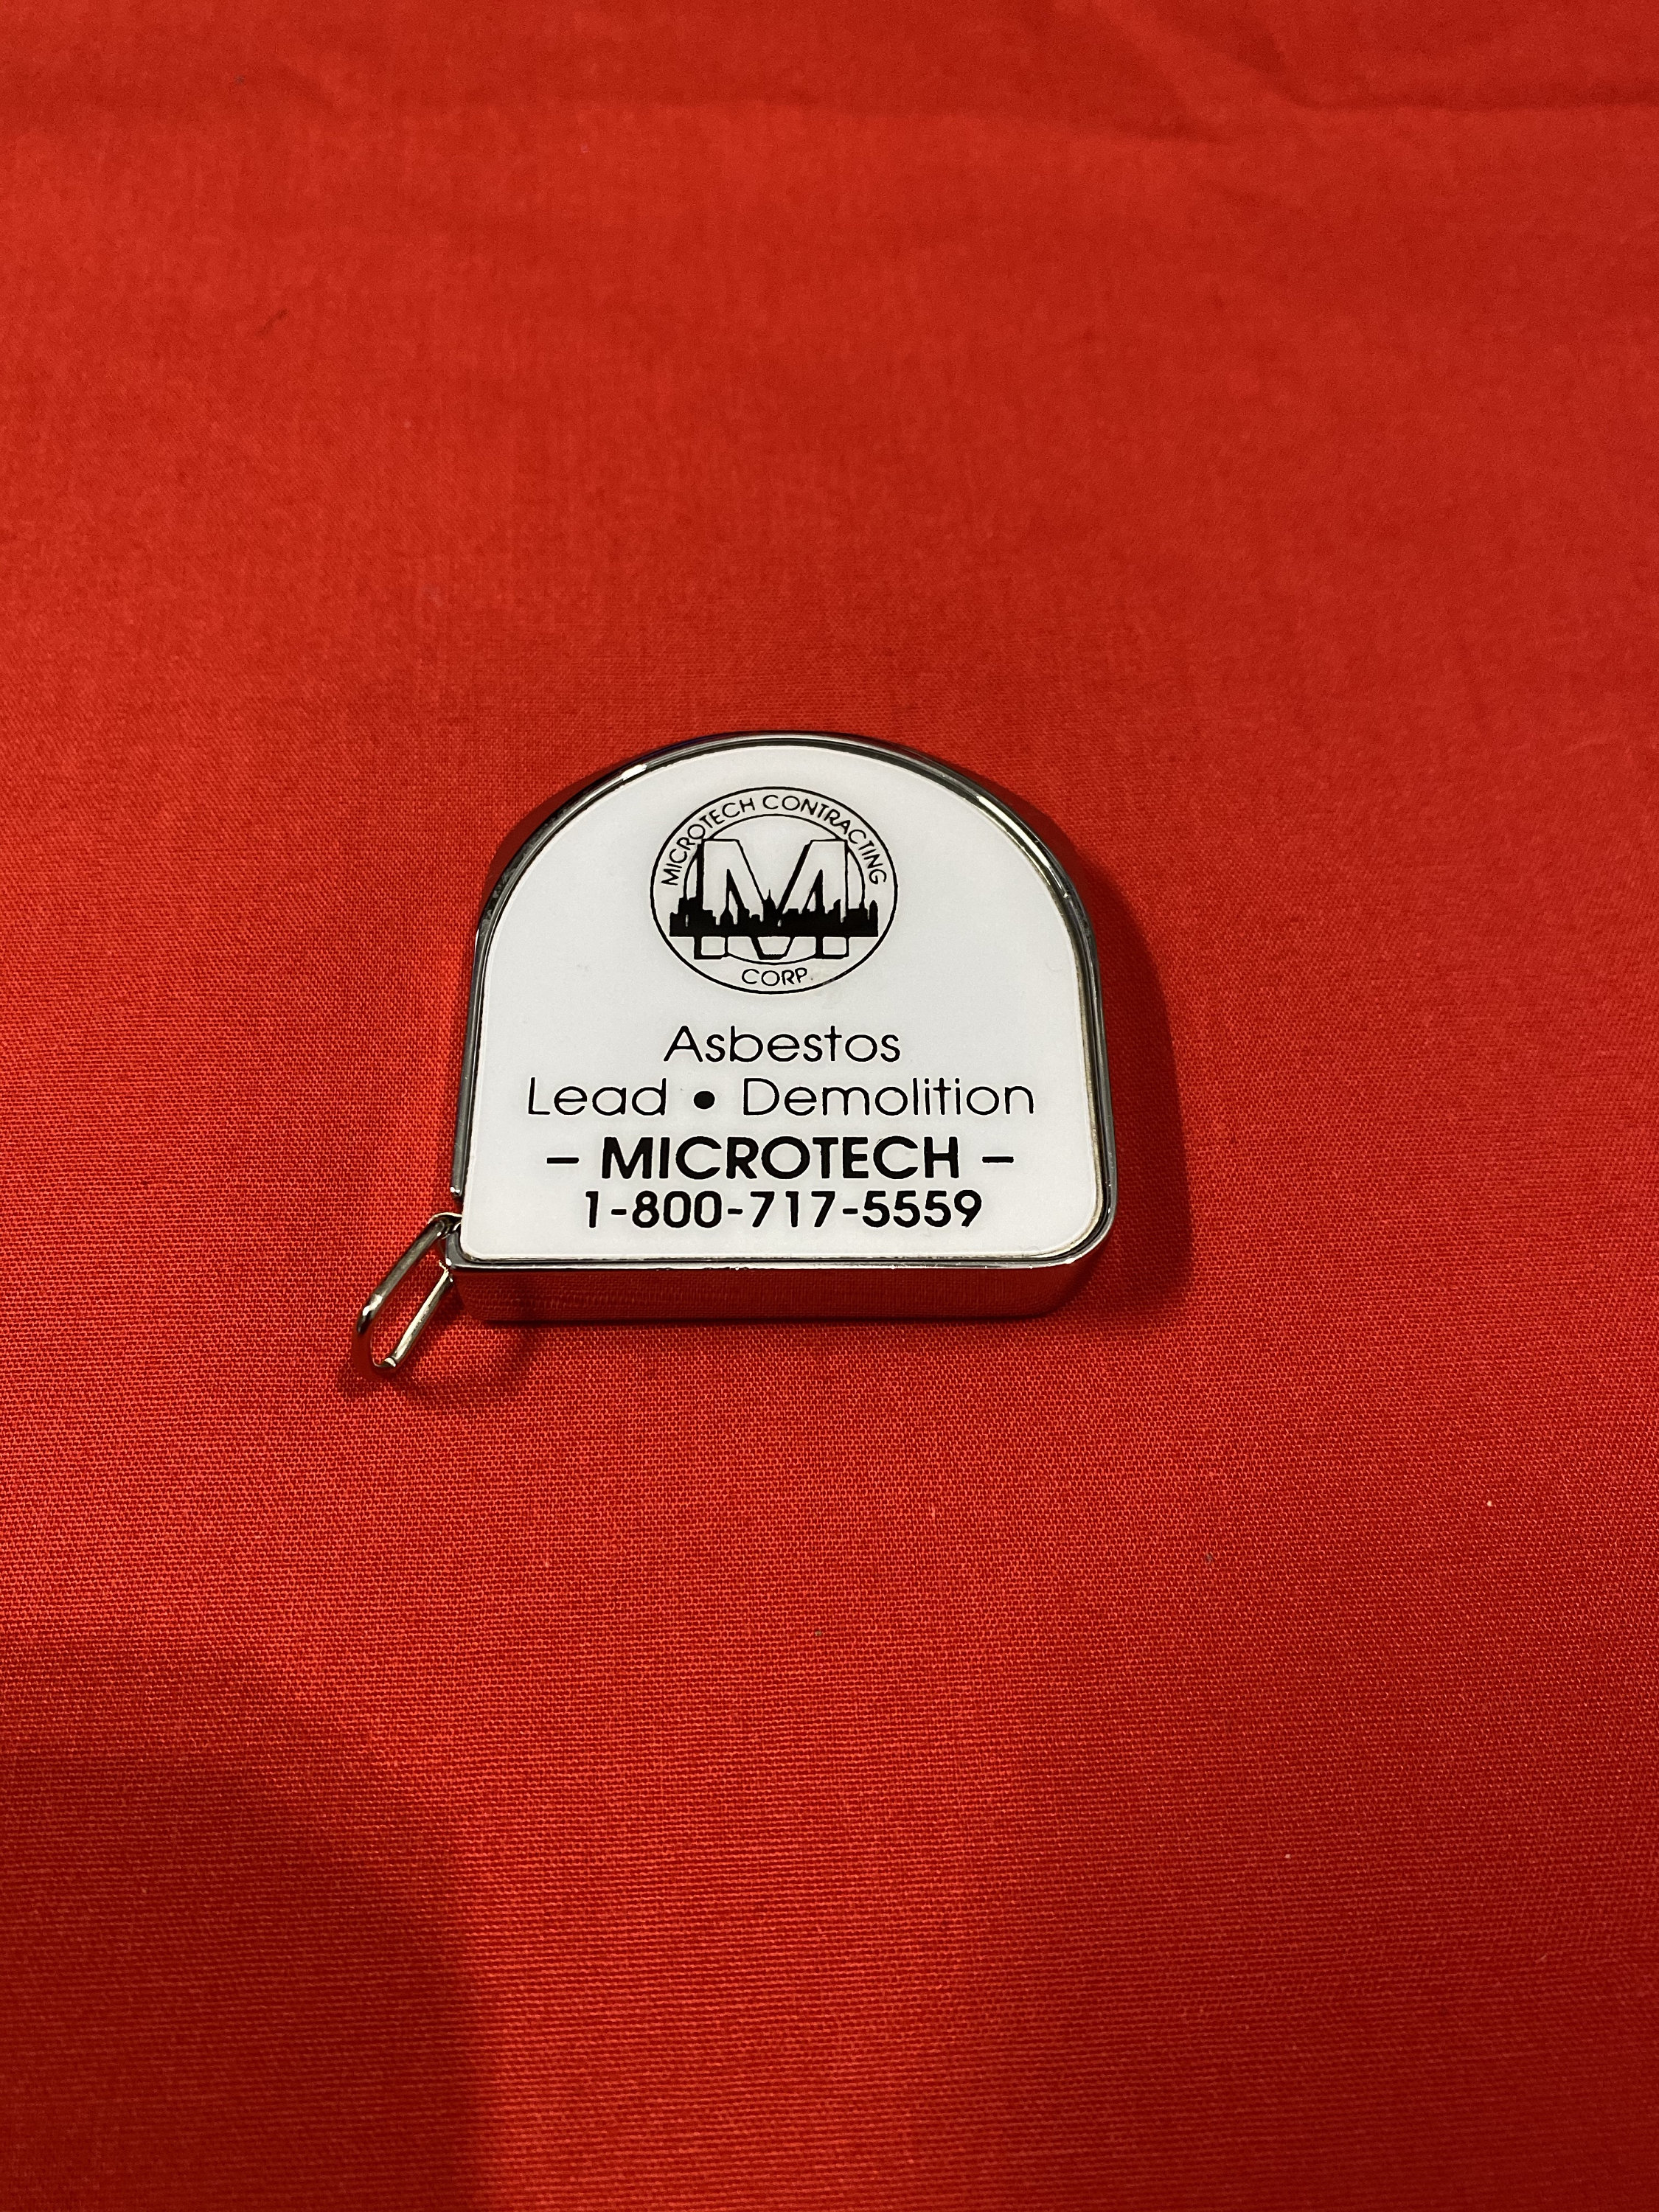 MICROTECH CONTRACTING
M
CORP.
Asbestos
Lead • Demolition
– MICROTECH –
1-800-717-5559